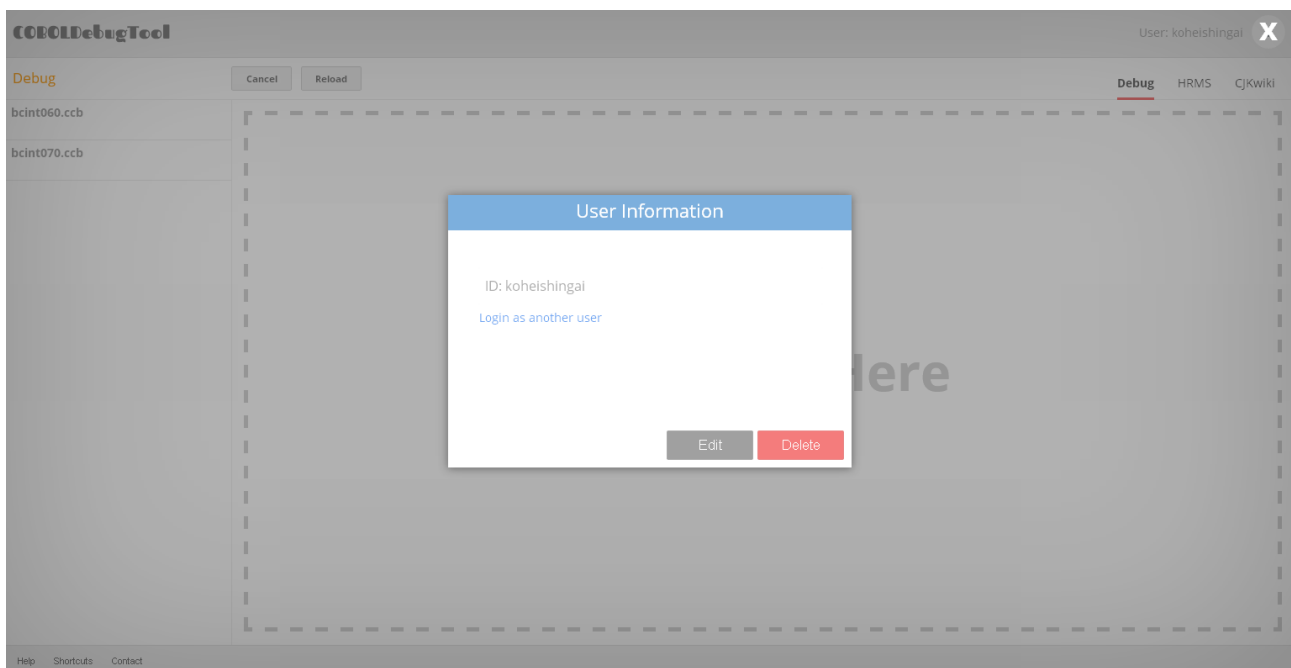 COBOLDebugTool
User: koheishingai X
Debug
Cancel Reload
Debug HRMS CJKwiki
bcint060.ccb
bcint070.ccb
User Information
ID: koheishingai
Login as another user
Here
Edit Delete
Help Shortcuts Contact